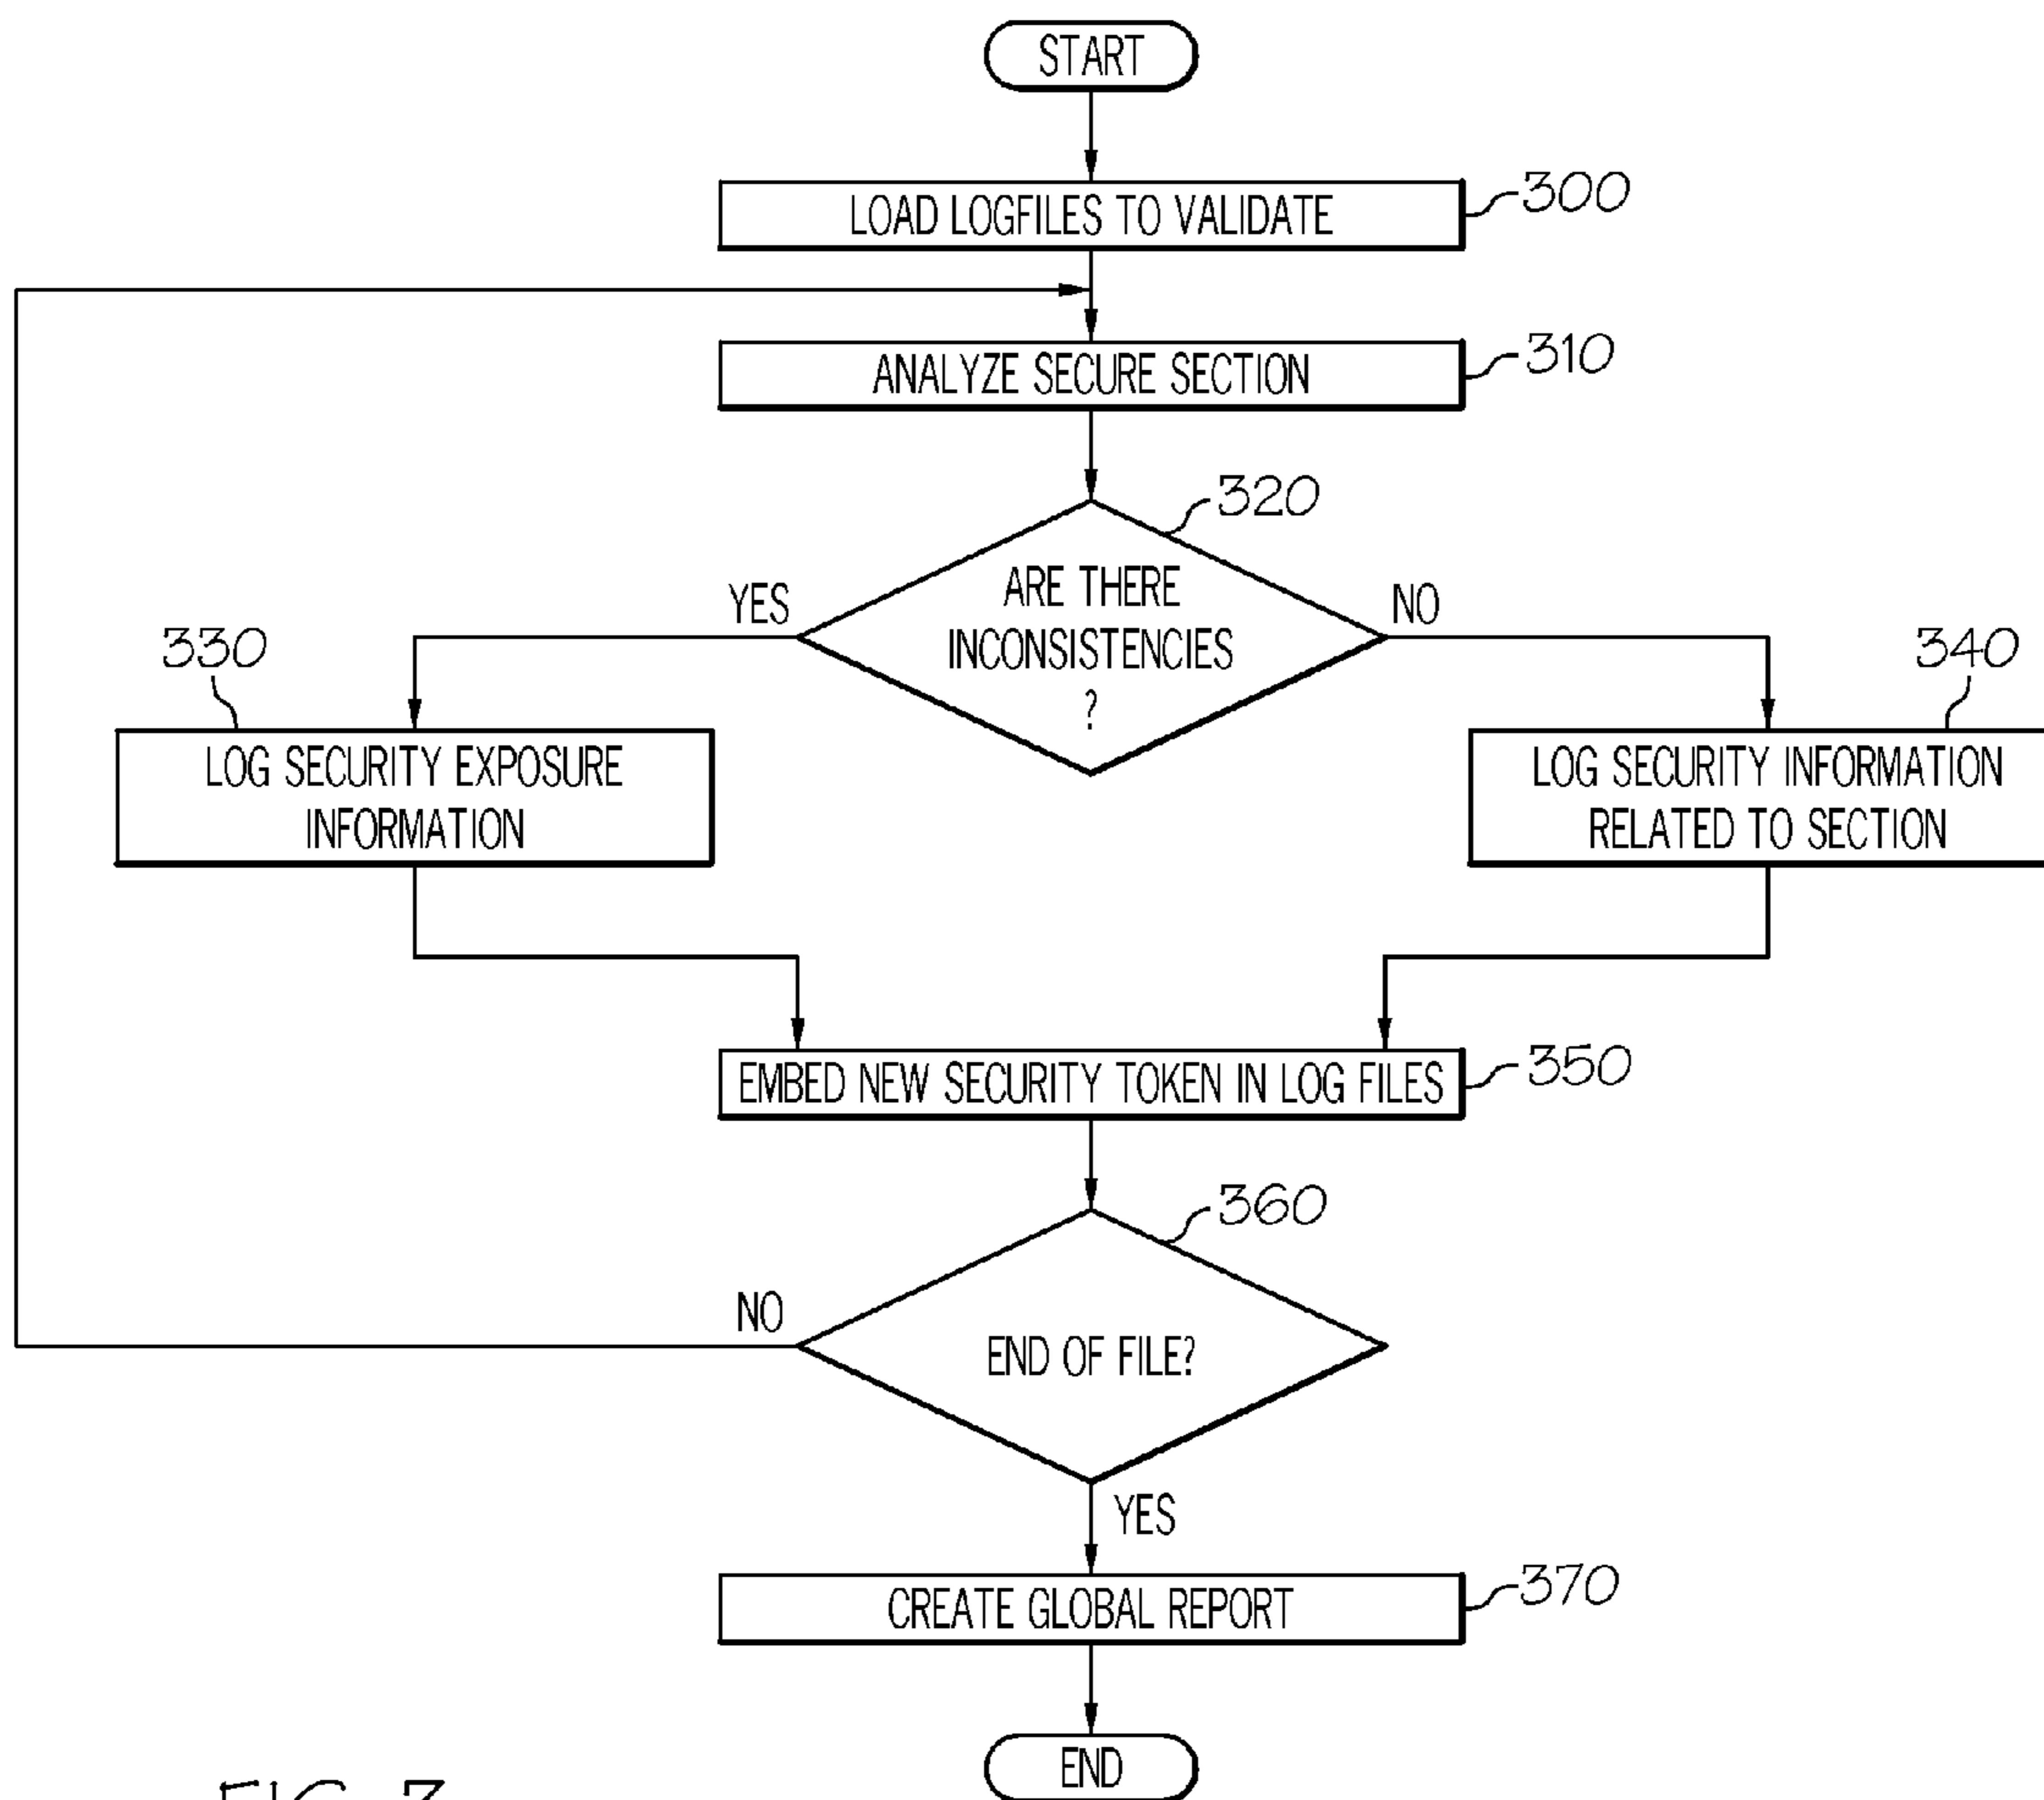 START
LOAD LOGFILES TO VALIDATE
300
ANALYZE SECURE SECTION
310
320
ARE THERE
INCONSISTENCIES
?
YES
NO
330
340
LOG SECURITY EXPOSURE
INFORMATION
LOG SECURITY INFORMATION
RELATED TO SECTION
EMBED NEW SECURITY TOKEN IN LOG FILES
350
360
NO
END OF FILE?
YES
CREATE GLOBAL REPORT
370
END
FIG. 3